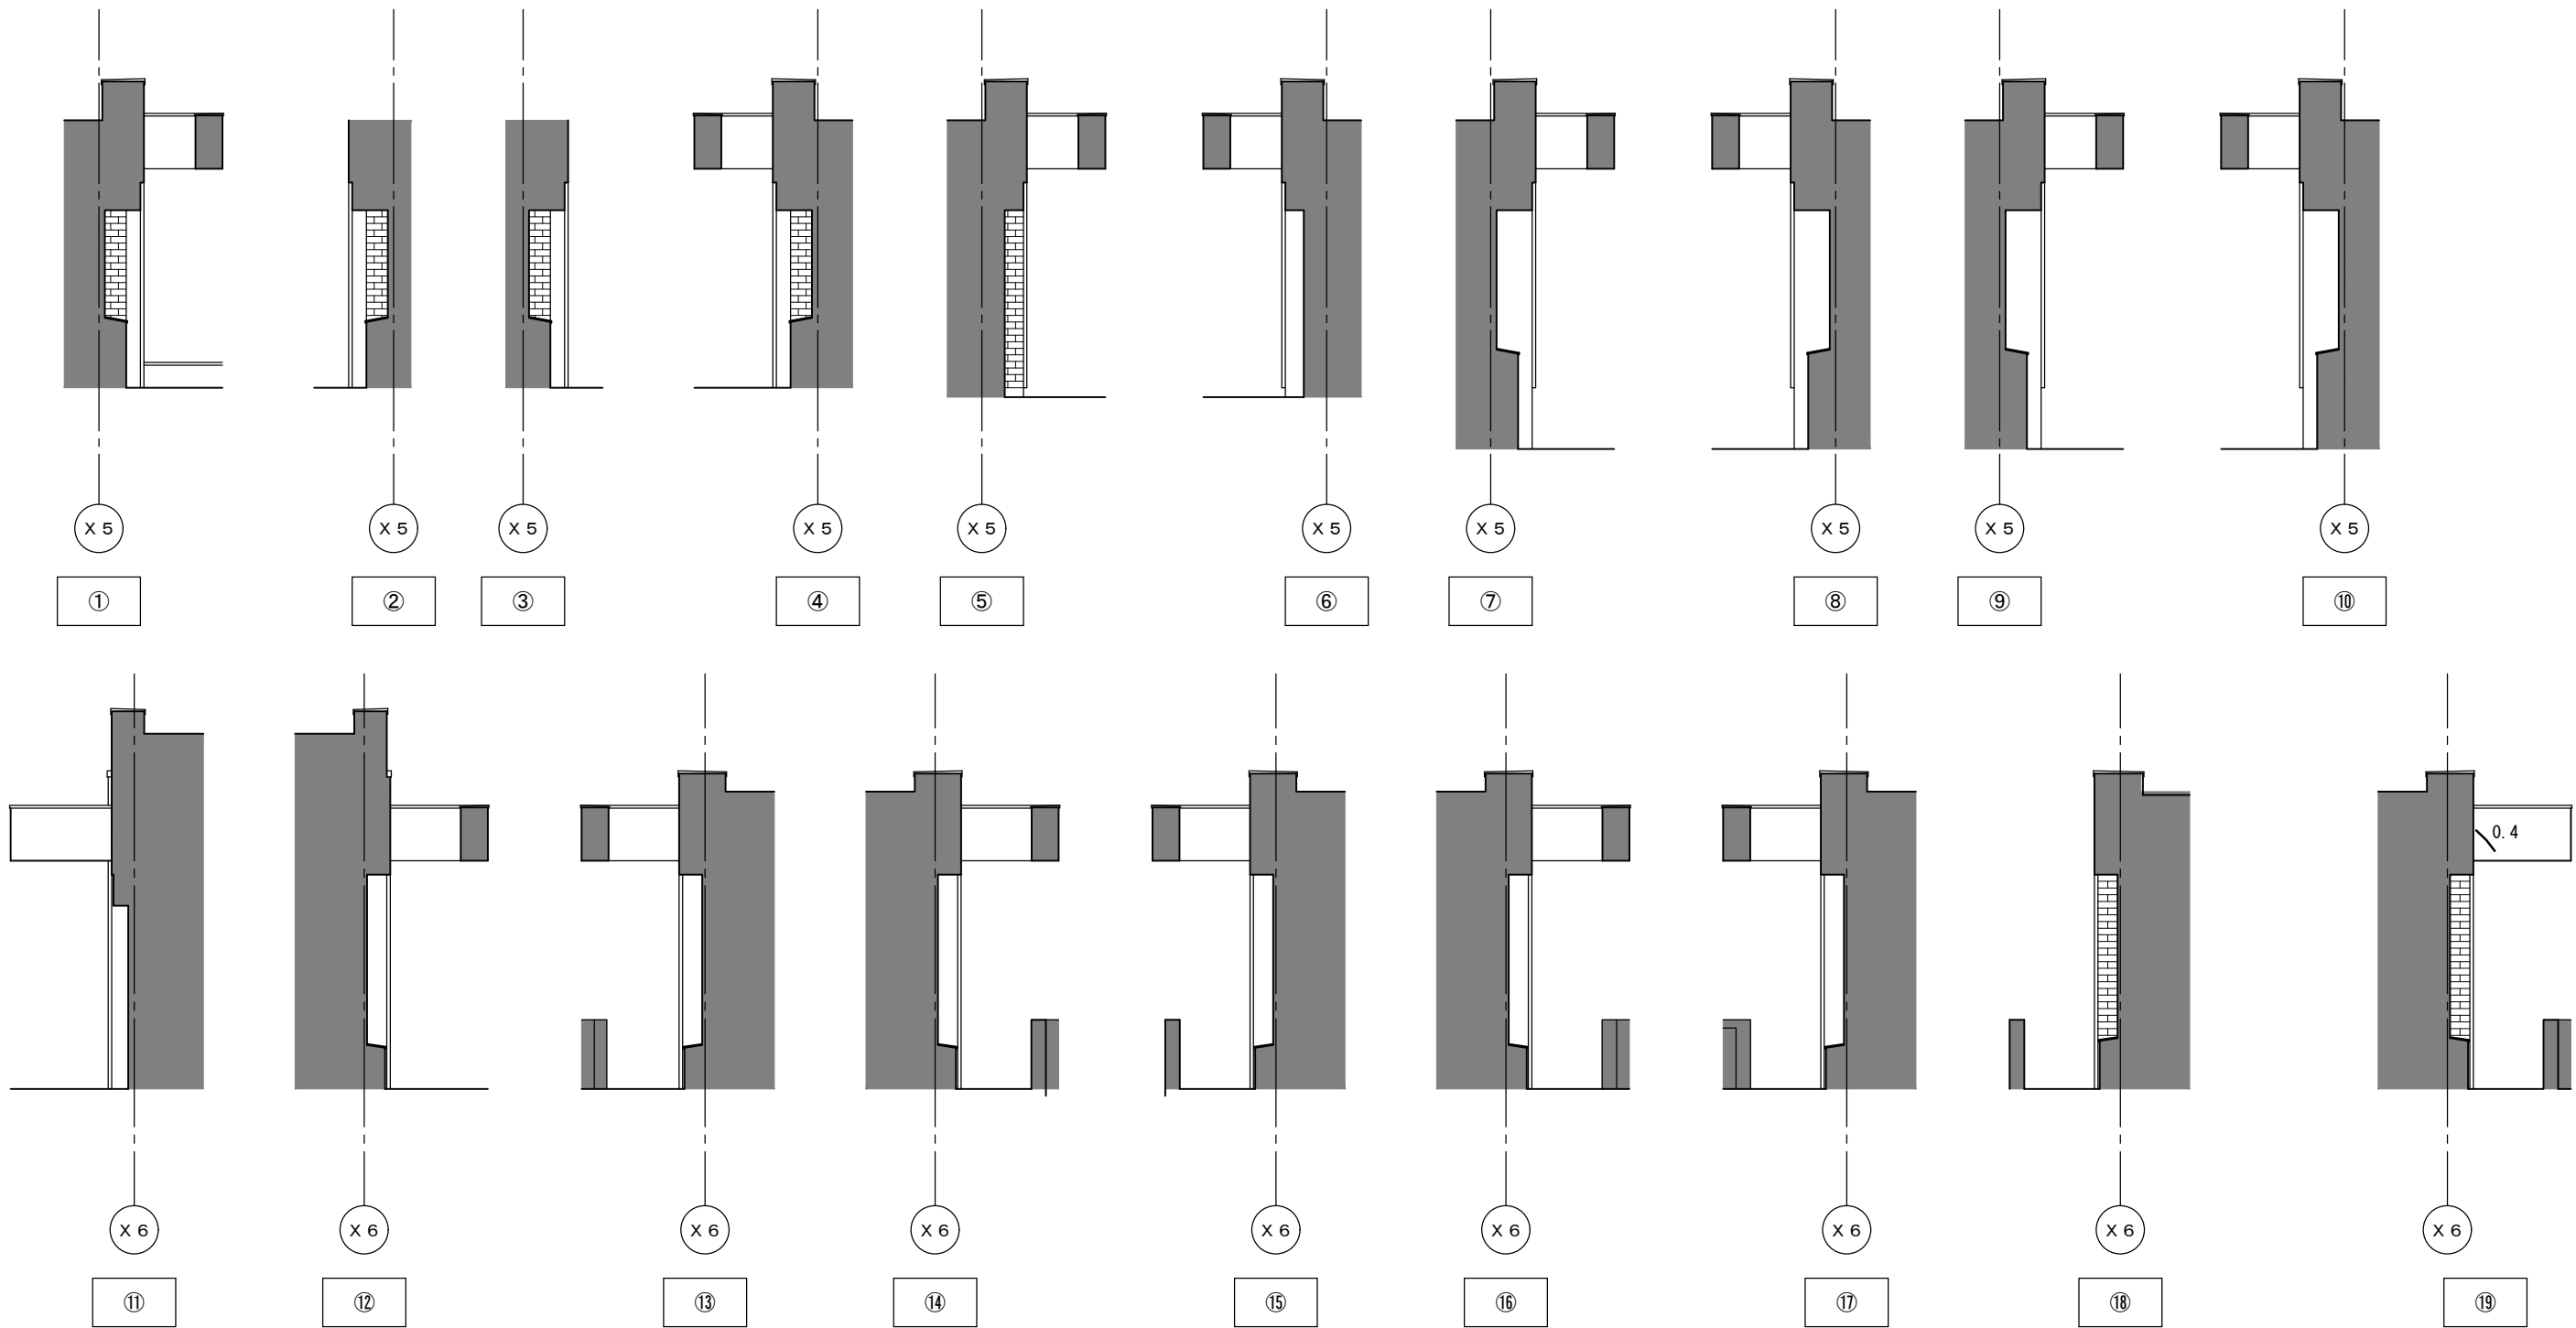 X 5 X 5 X 5 X 5 X 5 X 5 X 5 X 5 X 5 X 5
① ② ③ ④ ⑤ ⑥ ⑦ ⑧ ⑨ ⑩
0.4
X 6 X 6 X 6 X 6 X 6 X 6 X 6 X 6 X 6
⑪ ⑫ ⑬ ⑭ ⑮ ⑯ ⑰ ⑱ ⑲